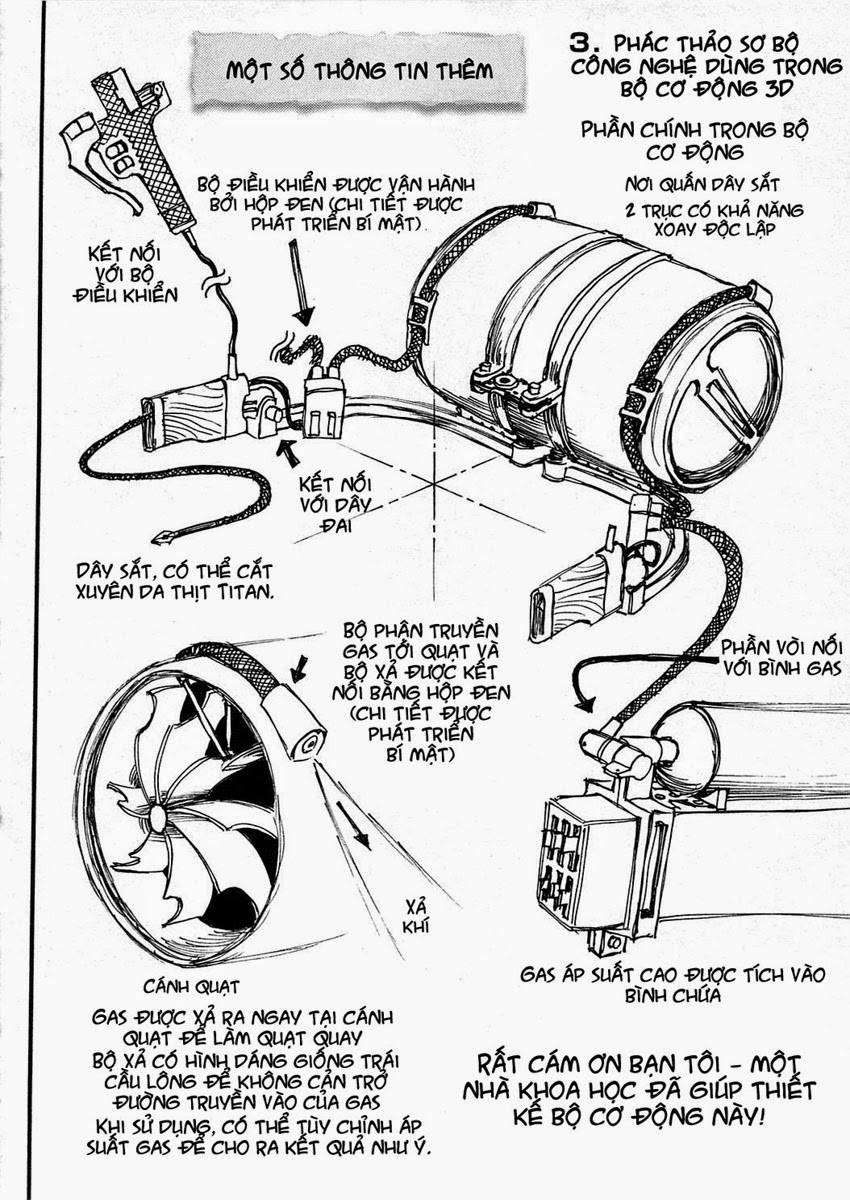 MỘT SỐ THÔNG TIN THÊM
3. PHÁC THẢO SƠ BỘ
CÔNG NGHỆ DÙNG TRONG
BỘ CƠ ĐỘNG 3D
PHẦN CHÍNH TRONG BỘ
CƠ ĐỘNG
NƠI QUẤN DÂY SẮT
2 TRỤC CÓ KHẢ NĂNG
XOAY ĐỘC LẬP
BỘ ĐIỀU KHIỂN ĐƯỢC VẬN HÀNH
BỞI HỘP ĐEN (CHI TIẾT ĐƯỢC
PHÁT TRIỂN BÍ MẬT)
KẾT NỐI
VỚI BỘ
ĐIỀU KHIỂN
KẾT NỐI
VỚI DÂY
ĐAI
DÂY SẮT, CÓ THỂ CẮT
XUYÊN DA THỊT TITAN.
BỘ PHẬN TRUYỀN
GAS TỚI QUẠT VÀ
BỘ XẢ ĐƯỢC KẾT
NỐI BẰNG HỘP ĐEN
(CHI TIẾT ĐƯỢC
PHÁT TRIỂN
BÍ MẬT)
PHẦN VÒI NỐI
VỚI BÌNH GAS
XẢ
KHÍ
CÁNH QUẠT
GAS ĐƯỢC XẢ RA NGAY TẠI CÁNH
QUẠT ĐỂ LÀM QUẠT QUAY
BỘ XẢ CÓ HÌNH DÁNG GIỐNG TRÁI
CẦU LÔNG ĐỂ KHÔNG CẢN TRỞ
ĐƯỜNG TRUYỀN VÀO CỦA GAS
KHI SỬ DỤNG, CÓ THỂ TÙY CHỈNH ÁP
SUẤT GAS ĐỂ CHO RA KẾT QUẢ NHƯ Ý.
GAS ÁP SUẤT CAO ĐƯỢC TÍCH VÀO
BÌNH CHỨA
RẤT CÁM ƠN BẠN TÔI - MỘT
NHÀ KHOA HỌC ĐÃ GIÚP THIẾT
KẾ BỘ CƠ ĐỘNG NÀY!